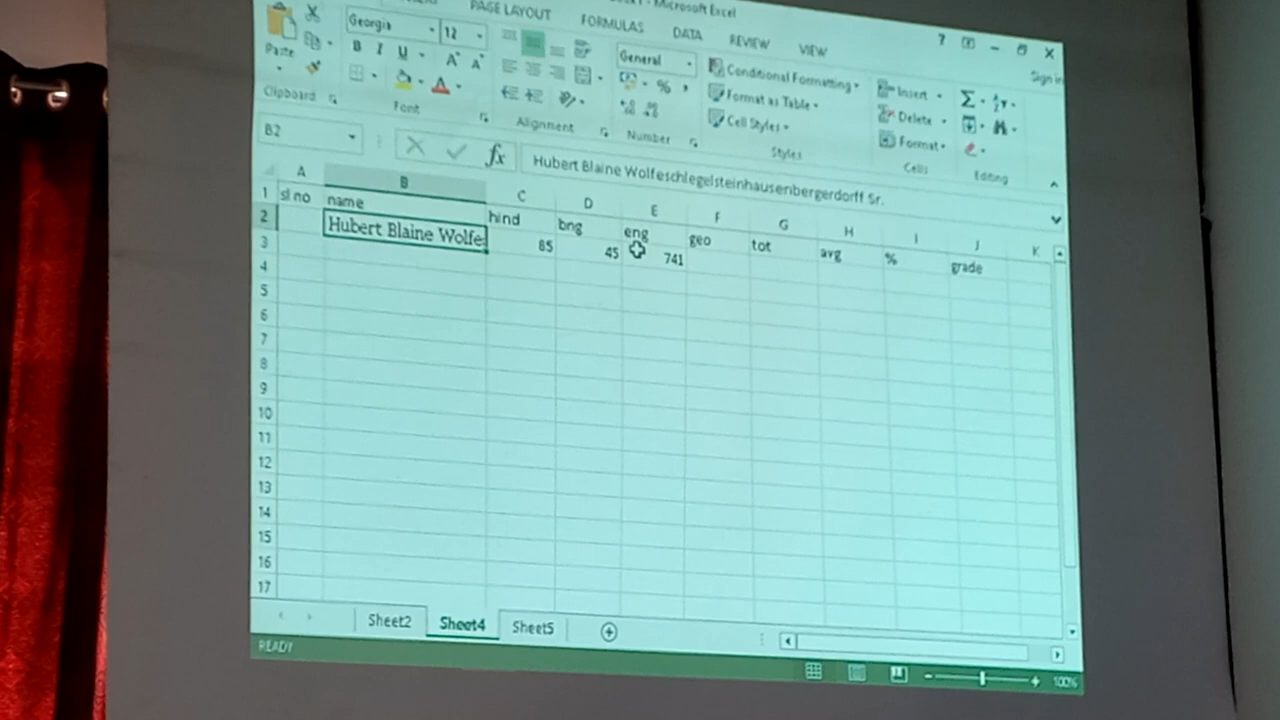 Microsoft Excel
PAGE LAYOUT FORMULAS DATA REVIEW VIEW
? Sign in
Paste
Georgia 12
B I U A A
A
General
% ,
Conditional Formatting
Format as Table
Cell Styles
Insert
Delete
Format
Σ
Clipboard Font Alignment Number Styles Cells Editing
B2 fx Hubert Blaine Wolfeschlegelsteinhausenbergerdorff Sr.
A B C D E F G H I J K
1 sl no name hind bng eng geo tot avg % grade
2 Hubert Blaine Wolfes 85 45 741
3
4
5
6
7
8
9
10
11
12
13
14
15
16
17
Sheet2 Sheet4 Sheet5
READY 100%